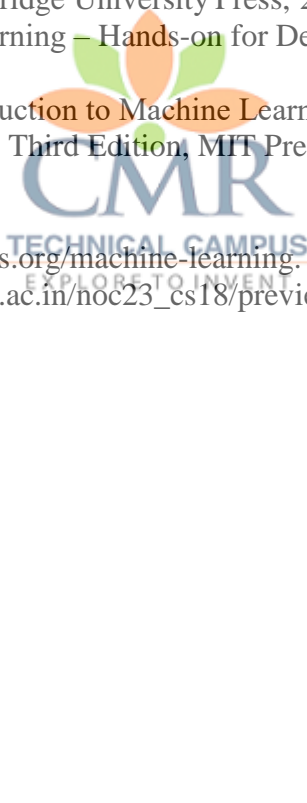 ridge University Press, 2
rning – Hands-on for De
uction to Machine Learn
Third Edition, MIT Pre
CMR
TECHNICAL CAMPUS
s.org/machine-learning.
EXPLORE TO INVENT
.ac.in/noc23_cs18/previ